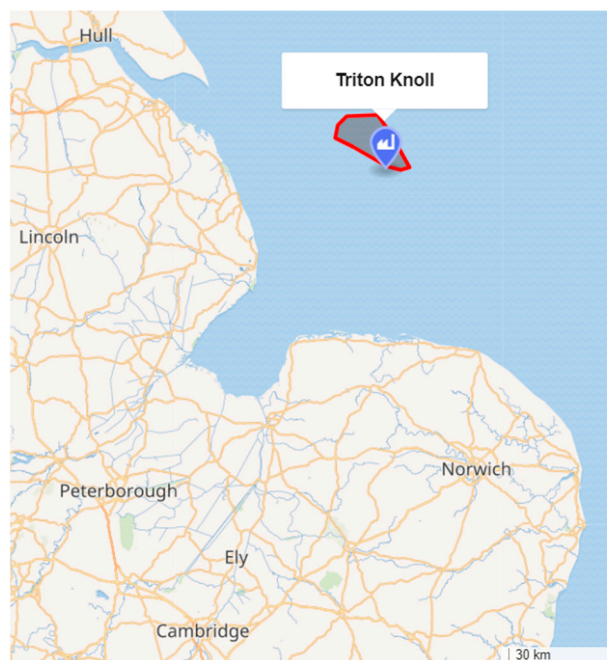 Hull
Triton Knoll
Lincoln
Norwich
Peterborough
Ely
Cambridge
30 km